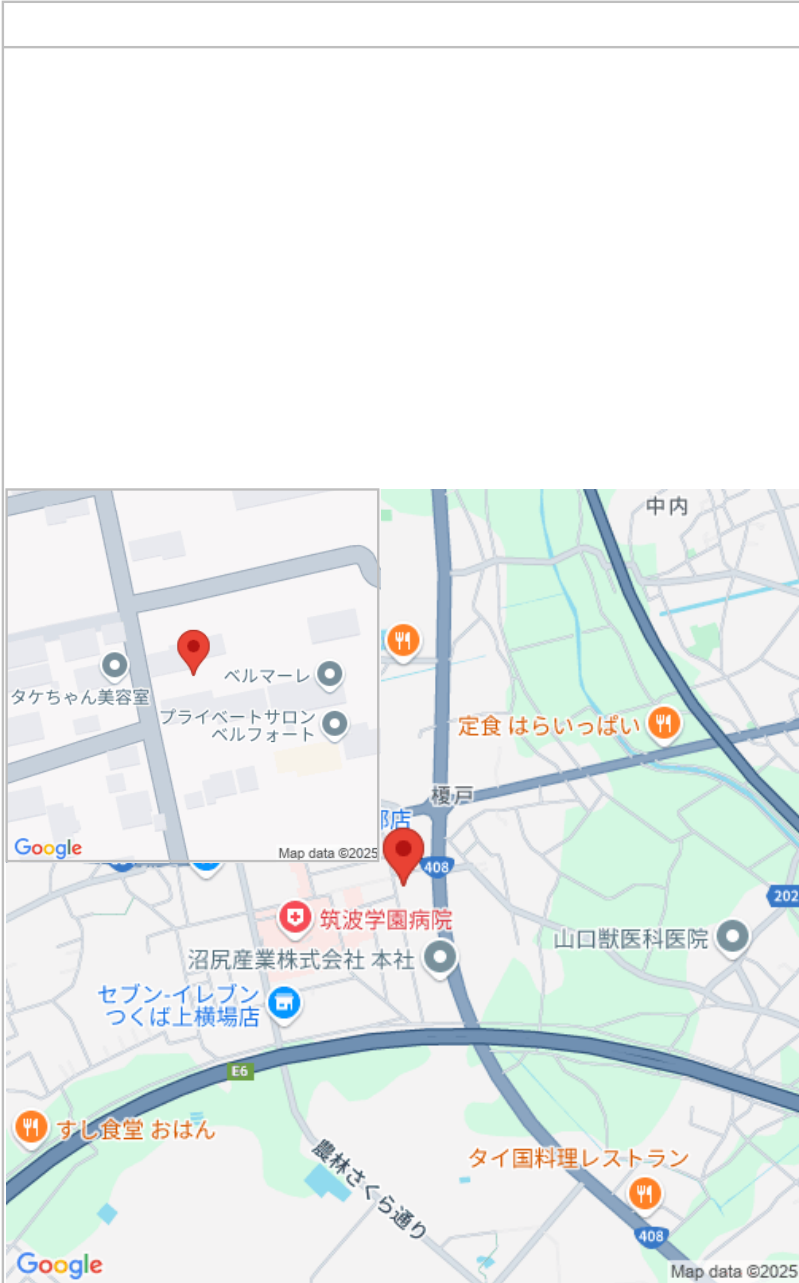 中内
タケちゃん美容室
ベルマーレ
プライベートサロン
ベルフォート
Google
Map data ©2025
定食 はらいっぱい
榎戸
部店
408
202
筑波学園病院
山口獣医科医院
沼尻産業株式会社 本社
セブン-イレブン
つくば上横場店
E6
すし食堂 おはん
農林さくら通り
タイ国料理レストラン
408
Google
Map data ©2025